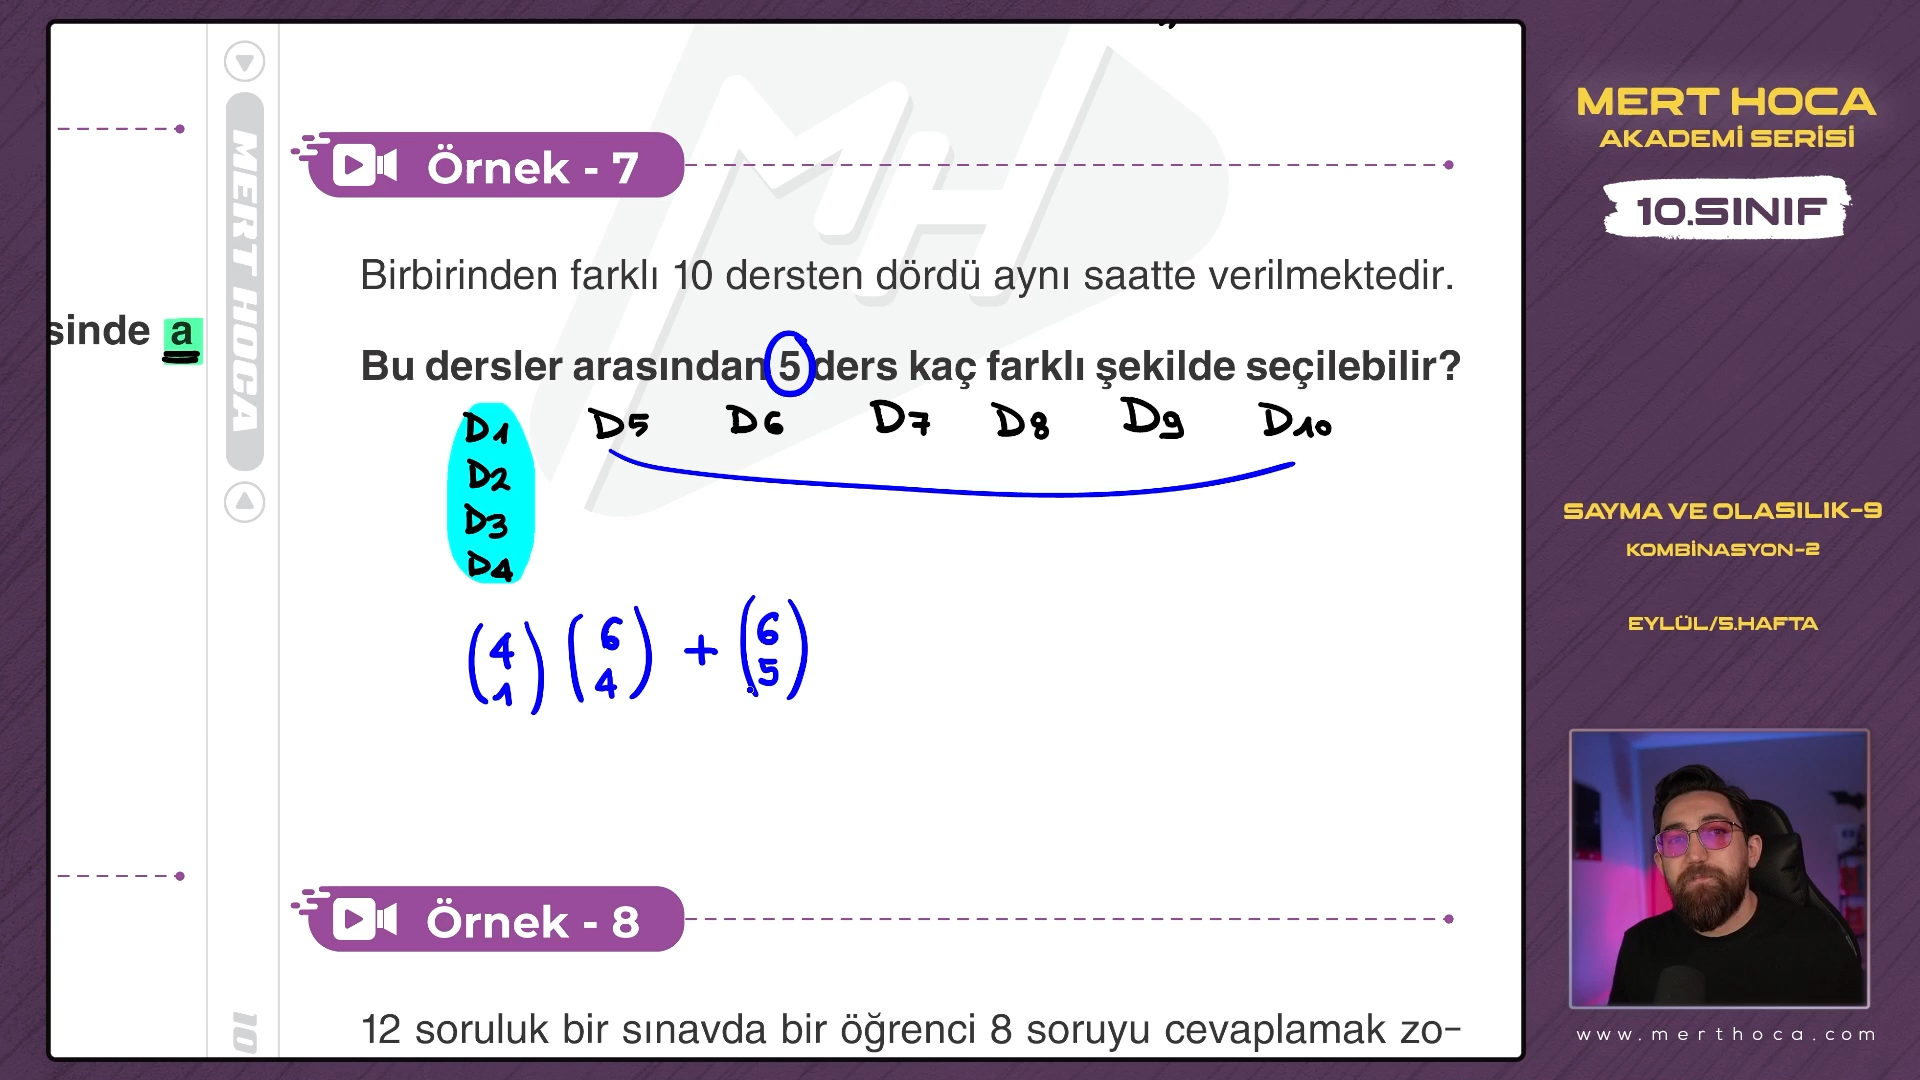 sinde a
MERT HOCA
10
Örnek - 7
Birbirinden farklı 10 dersten dördü aynı saatte verilmektedir.
Bu dersler arasından 5 ders kaç farklı şekilde seçilebilir?
D1 D5 D6 D7 D8 D9 D10
D2
D3
D4
(4 1) (6 4) + (6 5)
Örnek - 8
12 soruluk bir sınavda bir öğrenci 8 soruyu cevaplamak zo-
MERT HOCA
AKADEMİ SERİSİ
10.SINIF
SAYMA VE OLASILIK-9
KOMBİNASYON-2
EYLÜL/5.HAFTA
www.merthoca.com